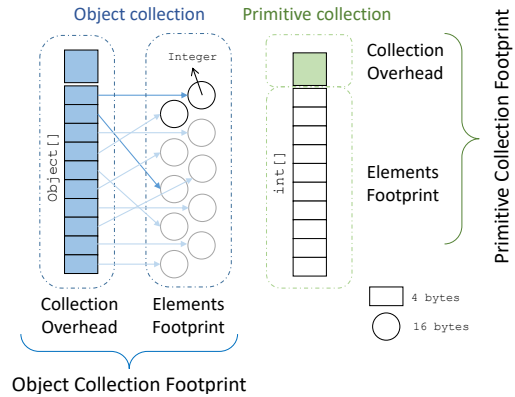 Object collection
Primitive collection
Integer
Object[]
int[]
Collection
Overhead
Elements
Footprint
Primitive Collection Footprint
Collection
Overhead
Elements
Footprint
4 bytes
16 bytes
Object Collection Footprint